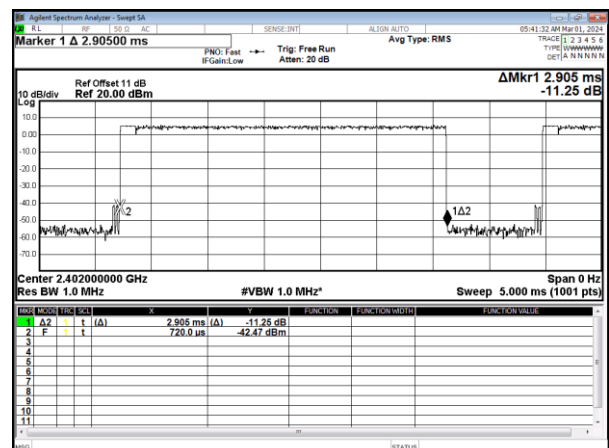 Agilent Spectrum Analyzer - Swept SA
RL RF 50 Ω AC SENSE:INT ALIGN AUTO 05:41:32 AM Mar 01, 2024
Marker 1 Δ 2.90500 ms
PNO: Fast
IFGain:Low
Trig: Free Run
Atten: 20 dB
Avg Type: RMS
TRACE 1 2 3 4 5 6
TYPE WWWWWW
DET A N N N N N
Ref Offset 11 dB
10 dB/div Ref 20.00 dBm
Log
ΔMkr1 2.905 ms
-11.25 dB
10.0
0.00
-10.0
-20.0
-30.0
-40.0
-50.0
-60.0
-70.0
2
1Δ2
Center 2.402000000 GHz Span 0 Hz
Res BW 1.0 MHz #VBW 1.0 MHz* Sweep 5.000 ms (1001 pts)
MKR MODE TRC SCL X Y FUNCTION FUNCTION WIDTH FUNCTION VALUE
1 Δ2 1 t (Δ) 2.905 ms (Δ) -11.25 dB
2 F 1 t 720.0 µs -42.47 dBm
3
4
5
6
7
8
9
10
11
MSG STATUS